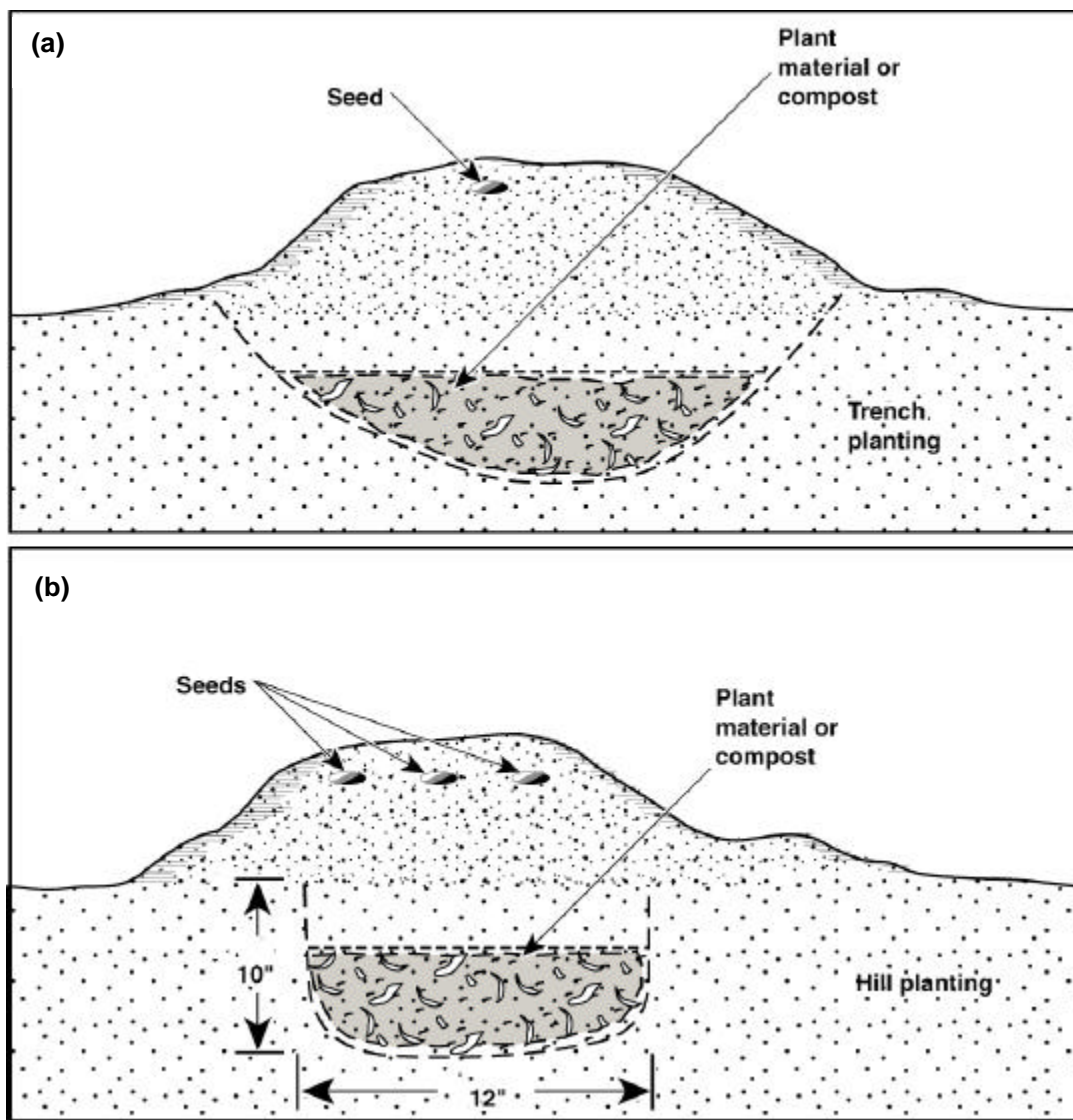 (a)
Plant
material or
compost
Seed
Trench.
planting
(b)
Seeds
Plant
material or
compost
10"
Hill planting
12"